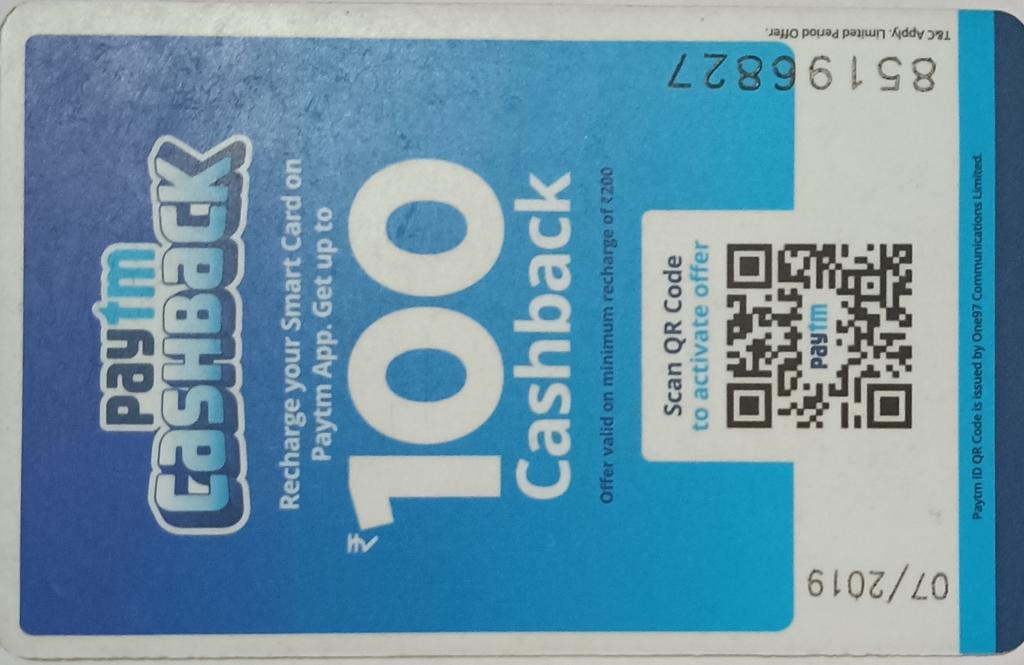 paytm
CASHBACK
Recharge your Smart Card on
Paytm App. Get up to
₹100
Cashback
Offer valid on minimum recharge of ₹200
Scan QR Code
to activate offer
paytm
Paytm ID QR Code is issued by One97 Communications Limited.
T&C Apply. Limited Period Offer.
85196827
07/2019